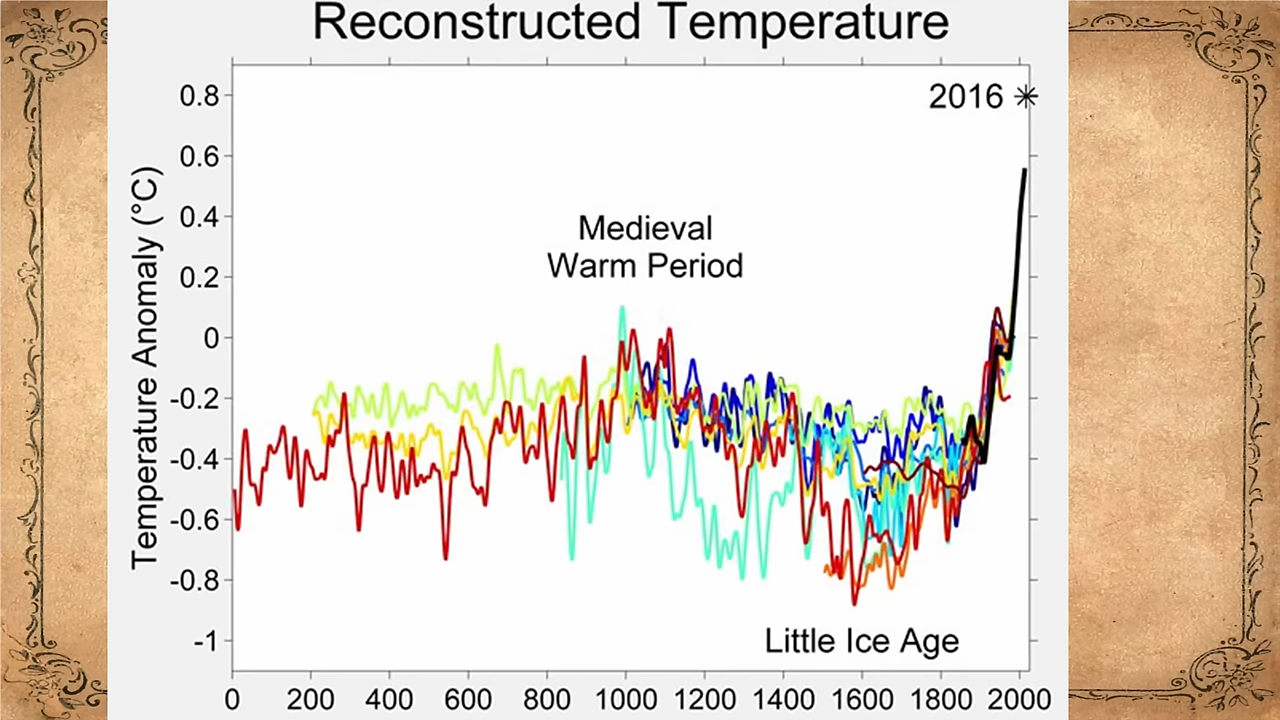 Reconstructed Temperature
Temperature Anomaly (°C)
0.8
0.6
0.4
0.2
0
-0.2
-0.4
-0.6
-0.8
-1
2016
Medieval
Warm Period
Little Ice Age
0 200 400 600 800 1000 1200 1400 1600 1800 2000